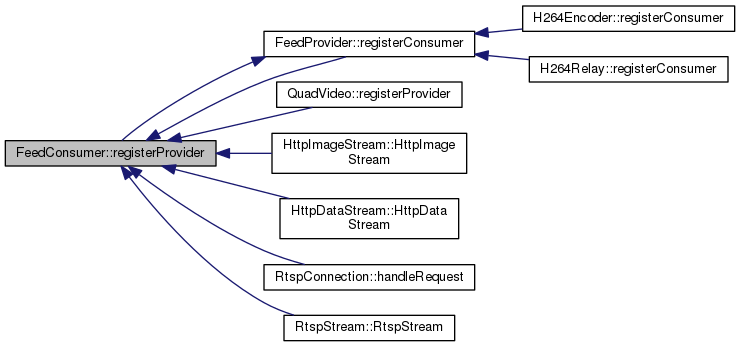 H264Encoder::registerConsumer
FeedProvider::registerConsumer
H264Relay::registerConsumer
QuadVideo::registerProvider
FeedConsumer::registerProvider
HttpImageStream::HttpImage
Stream
HttpDataStream::HttpData
Stream
RtspConnection::handleRequest
RtspStream::RtspStream